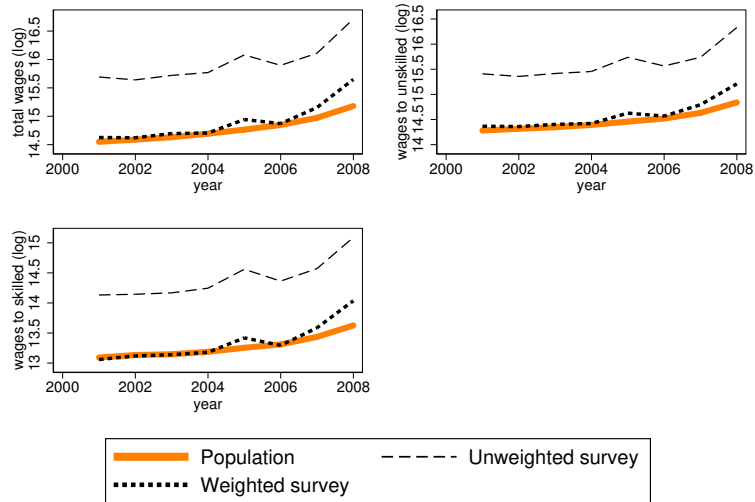 total wages (log)
14.5 15 15.5 16 16.5
2000 2002 2004 2006 2008
year
wages to unskilled (log)
14 14.5 15 15.5 16 16.5
2000 2002 2004 2006 2008
year
wages to skilled (log)
13 13.5 14 14.5 15
2000 2002 2004 2006 2008
year
Population Unweighted survey
Weighted survey